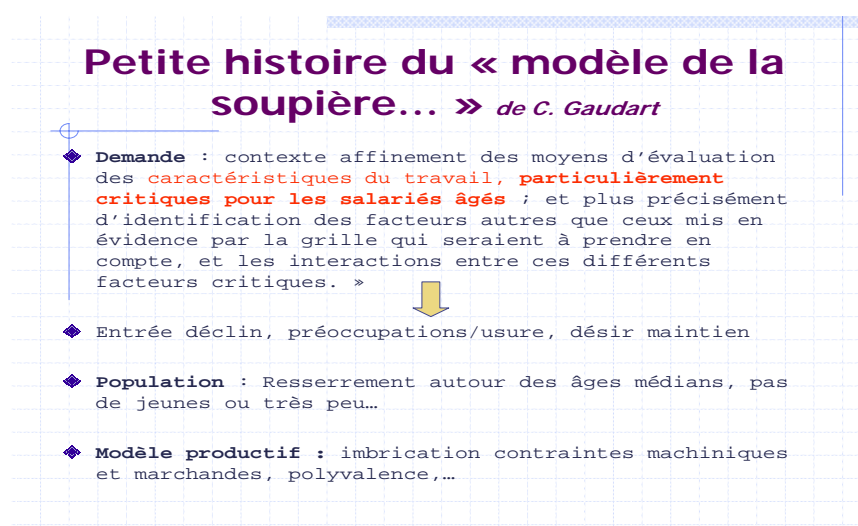 Petite histoire du « modèle de la
soupière... » de C. Gaudart
Demande : contexte affinement des moyens d’évaluation
des caractéristiques du travail, particulièrement
critiques pour les salariés âgés ; et plus précisément
d’identification des facteurs autres que ceux mis en
évidence par la grille qui seraient à prendre en
compte, et les interactions entre ces différents
facteurs critiques. »
Entrée déclin, préoccupations/usure, désir maintien
Population : Resserrement autour des âges médians, pas
de jeunes ou très peu…
Modèle productif : imbrication contraintes machiniques
et marchandes, polyvalence,…